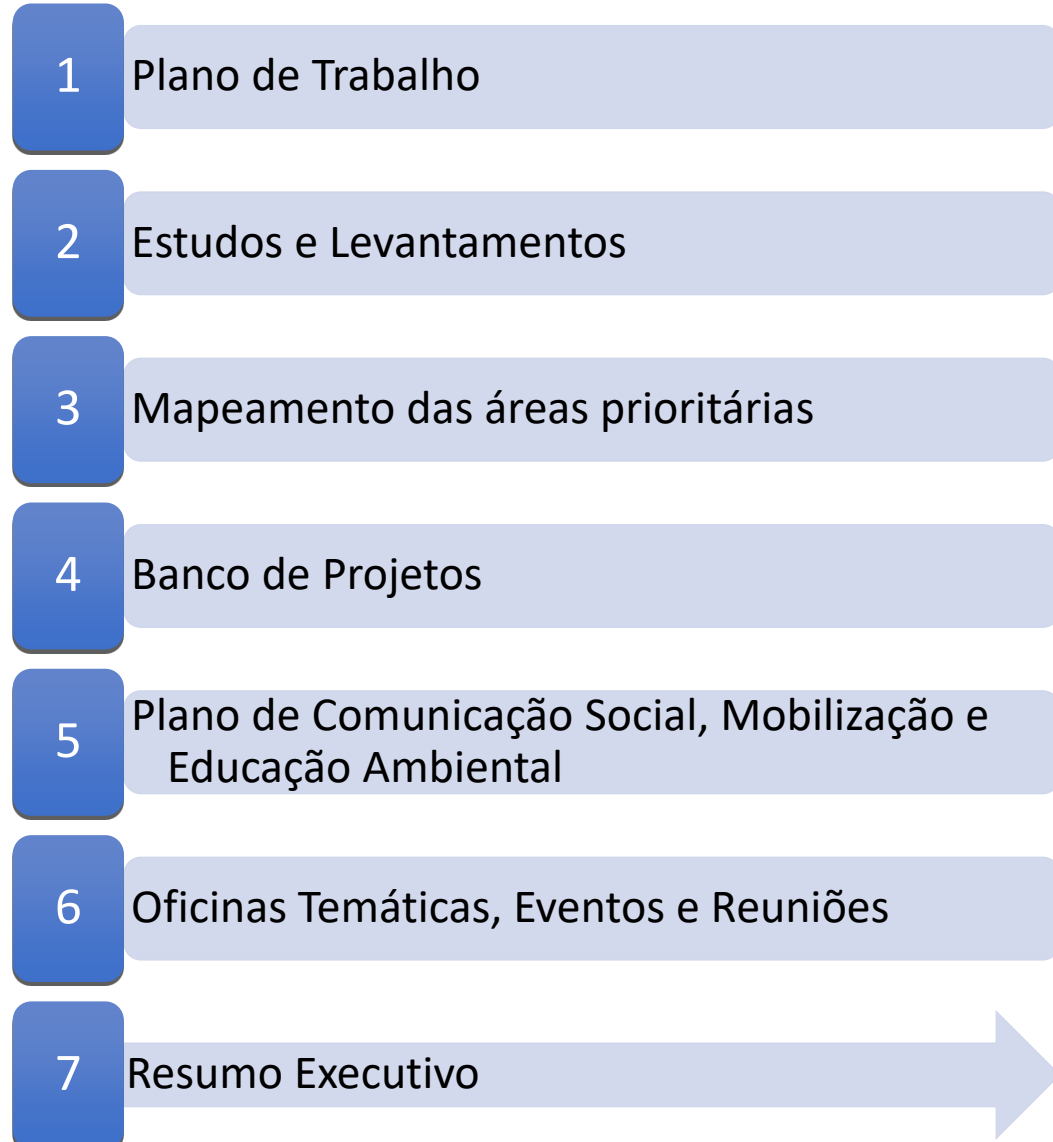 1
Plano de Trabalho
2
Estudos e Levantamentos
3
Mapeamento das áreas prioritárias
4
Banco de Projetos
5
Plano de Comunicação Social, Mobilização e
Educação Ambiental
6
Oficinas Temáticas, Eventos e Reuniões
7
Resumo Executivo